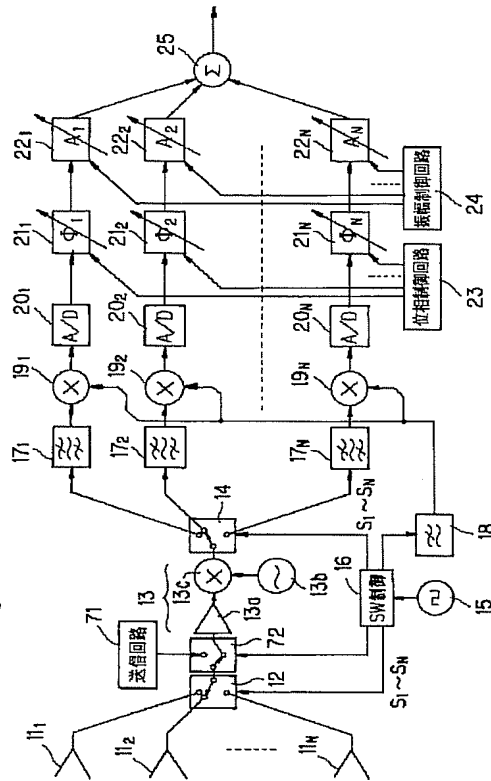 11₁
11₂
11N
12
71
送信回路
72
13
13a
13c
13b
14
S₁~SN
S₁~SN
16
SW制御
15
18
17₁
17₂
17N
19₁
X
19₂
X
19N
X
X
20₁
A/D
20₂
A/D
20N
A/D
21₁
Φ₁
21₂
Φ₂
21N
ΦN
位相制御回路
23
22₁
A₁
22₂
A₂
22N
AN
振幅制御回路
24
Σ
25